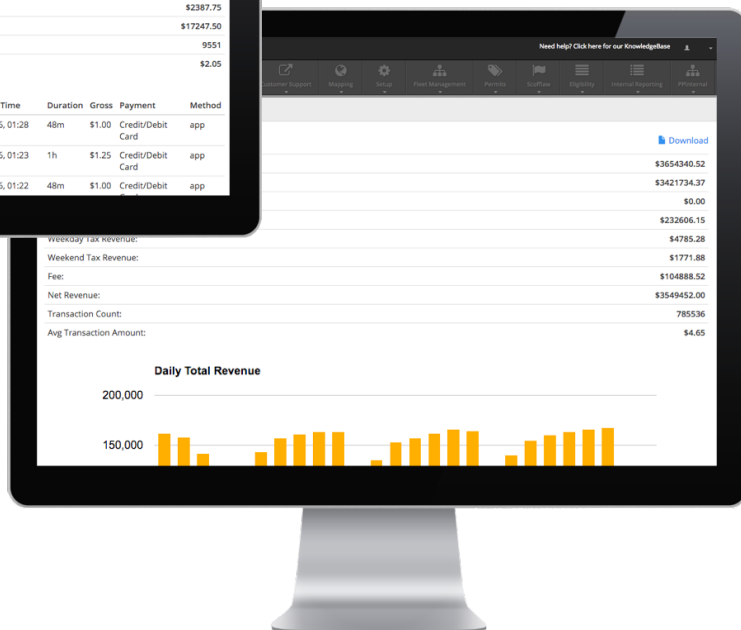 $2387.75
$17247.50
9551
$2.05
Time Duration Gross Payment Method
5, 01:28 48m $1.00 Credit/Debit app
Card
5, 01:23 1h $1.25 Credit/Debit app
Card
5, 01:22 48m $1.00 Credit/Debit app
Need help? Click here for our KnowledgeBase
Customer Support Mapping Setup Fleet Management Permits Scofflaw Eligibility Internal Reporting PPInternal
Download
$3654340.52
$3421734.37
$0.00
$232606.15
Weekday Tax Revenue: $4785.28
Weekend Tax Revenue: $1771.88
Fee: $104888.52
Net Revenue: $3549452.00
Transaction Count: 785536
Avg Transaction Amount: $4.65
Daily Total Revenue
200,000
150,000